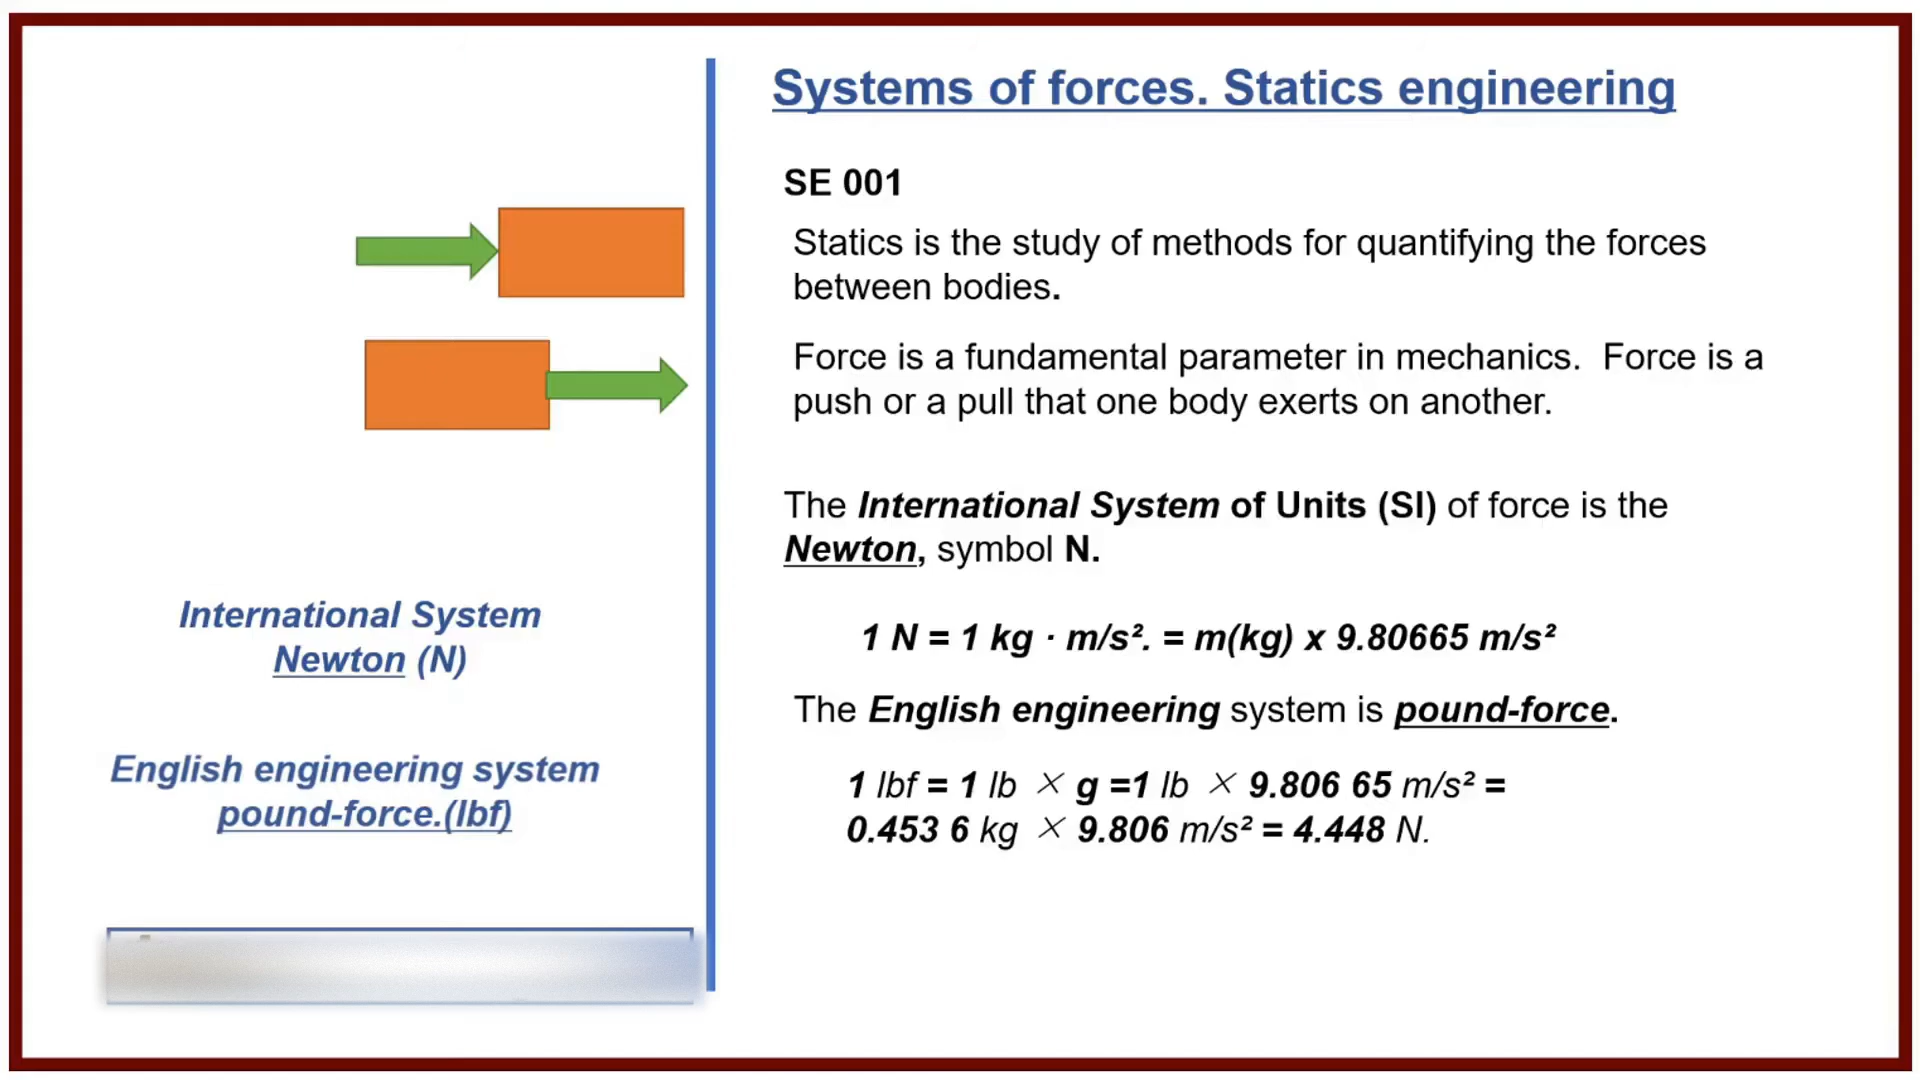 Systems of forces. Statics engineering
SE 001
Statics is the study of methods for quantifying the forces
between bodies.
Force is a fundamental parameter in mechanics.  Force is a
push or a pull that one body exerts on another.
The International System of Units (SI) of force is the
Newton, symbol N.
1 N = 1 kg · m/s². = m(kg) x 9.80665 m/s²
The English engineering system is pound-force.
1 lbf = 1 lb × g =1 lb × 9.806 65 m/s² =
0.453 6 kg × 9.806 m/s² = 4.448 N.
International System
Newton (N)
English engineering system
pound-force.(lbf)